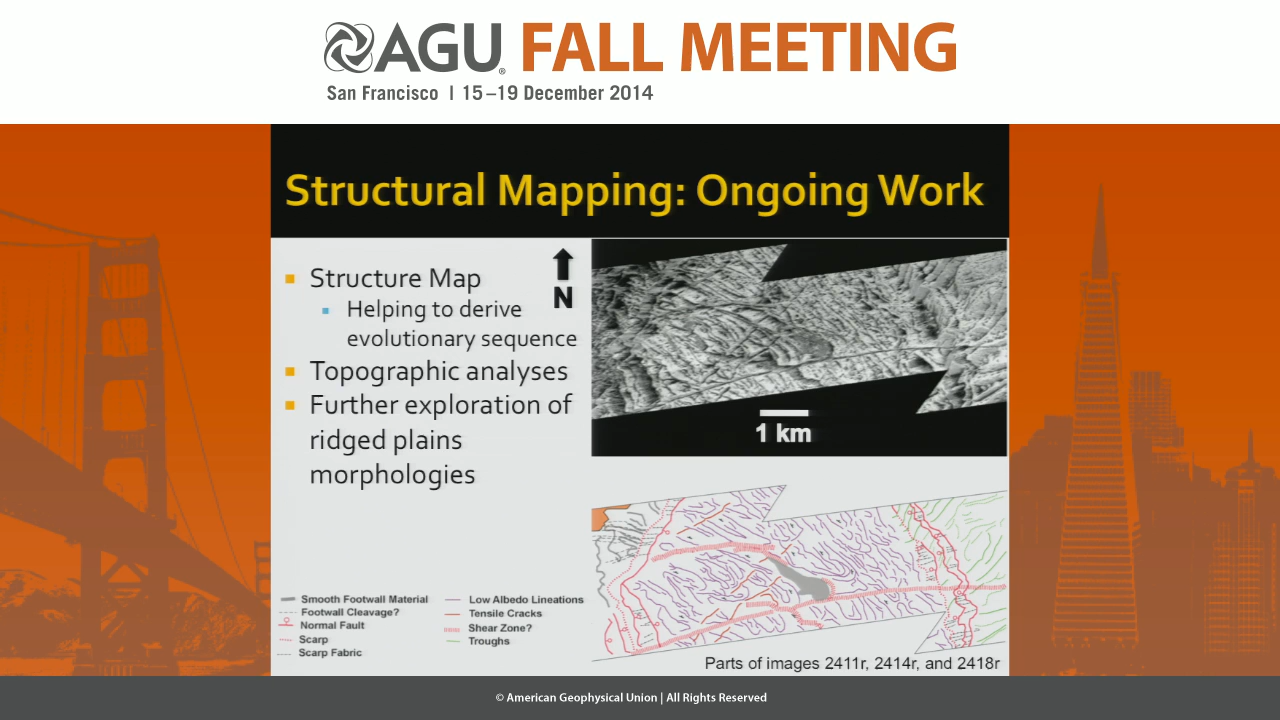 AGU FALL MEETING
San Francisco | 15–19 December 2014
Structural Mapping: Ongoing Work
Structure Map
Helping to derive
evolutionary sequence
Topographic analyses
Further exploration of
ridged plains
morphologies
N
1 km
Smooth Footwall Material
Footwall Cleavage?
Normal Fault
Scarp
Scarp Fabric
Low Albedo Lineations
Tensile Cracks
Shear Zone?
Troughs
Parts of images 2411r, 2414r, and 2418r
© American Geophysical Union | All Rights Reserved